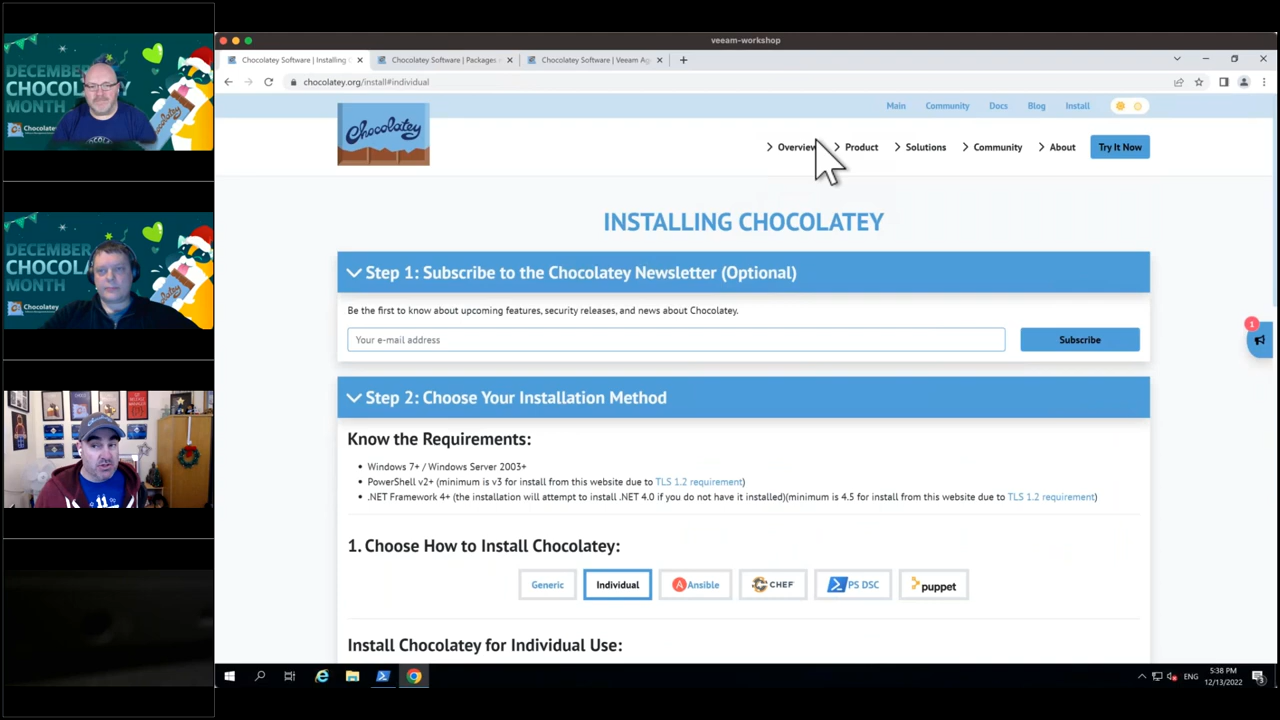 DECEMBER
CHOCOLATEY
MONTH
Chocolatey
DECEMBER
CHOCOLA
MONTH
Chocolatey
veeam-workshop
Chocolatey Software | Installing
Chocolatey Software | Packages
Chocolatey Software | Veeam Ag
chocolatey.org/install#individual
Main
Community
Docs
Blog
Install
Chocolatey
Overview
Product
Solutions
Community
About
Try It Now
INSTALLING CHOCOLATEY
Step 1: Subscribe to the Chocolatey Newsletter (Optional)
Be the first to know about upcoming features, security releases, and news about Chocolatey.
Your e-mail address
Subscribe
1
Step 2: Choose Your Installation Method
Know the Requirements:
• Windows 7+ / Windows Server 2003+
• PowerShell v2+ (minimum is v3 for install from this website due to TLS 1.2 requirement)
• .NET Framework 4+ (the installation will attempt to install .NET 4.0 if you do not have it installed)(minimum is 4.5 for install from this website due to TLS 1.2 requirement)
1. Choose How to Install Chocolatey:
Generic
Individual
Ansible
CHEF
PS DSC
puppet
Install Chocolatey for Individual Use:
ENG
5:38 PM
12/13/2022
3